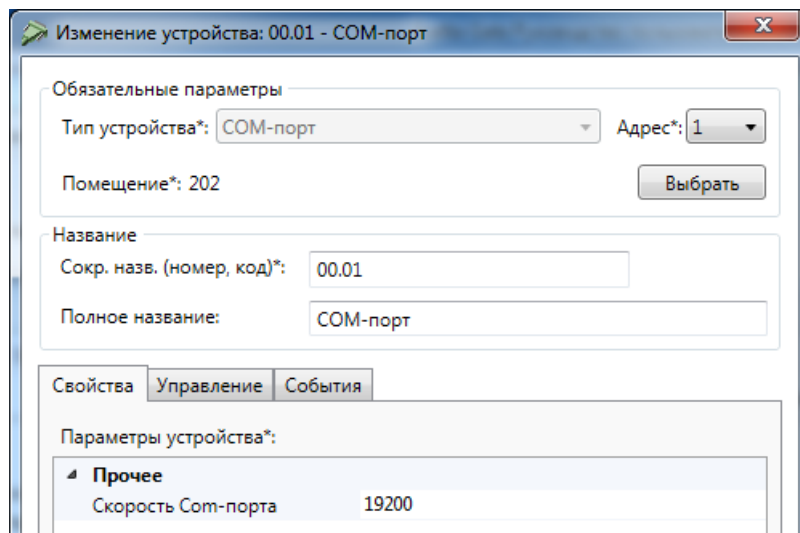 Изменение устройства: 00.01 - COM-порт
Обязательные параметры
Тип устройства*: COM-порт Адрес*: 1
Помещение*: 202 Выбрать
Название
Сокр. назв. (номер, код)*: 00.01
Полное название: COM-порт
Свойства Управление События
Параметры устройства*:
Прочее
Скорость Com-порта 19200